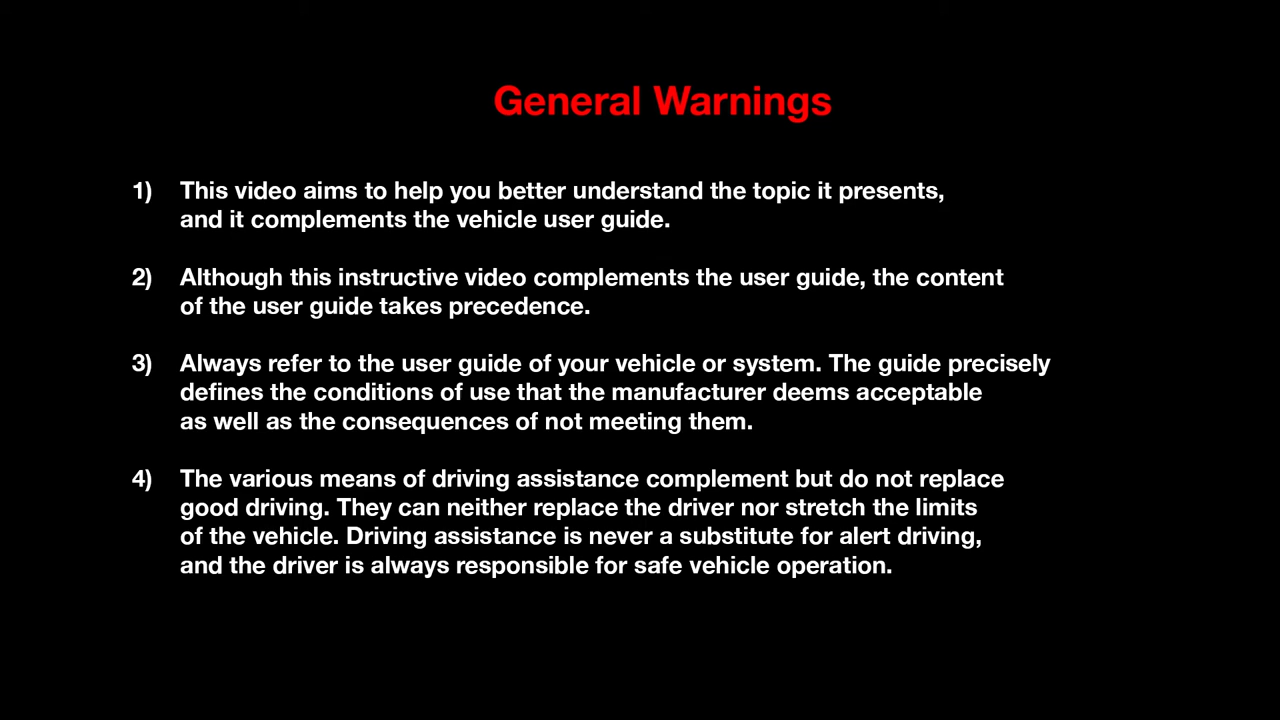 General Warnings
1) This video aims to help you better understand the topic it presents,
and it complements the vehicle user guide.
2) Although this instructive video complements the user guide, the content
of the user guide takes precedence.
3) Always refer to the user guide of your vehicle or system. The guide precisely
defines the conditions of use that the manufacturer deems acceptable
as well as the consequences of not meeting them.
4) The various means of driving assistance complement but do not replace
good driving. They can neither replace the driver nor stretch the limits
of the vehicle. Driving assistance is never a substitute for alert driving,
and the driver is always responsible for safe vehicle operation.